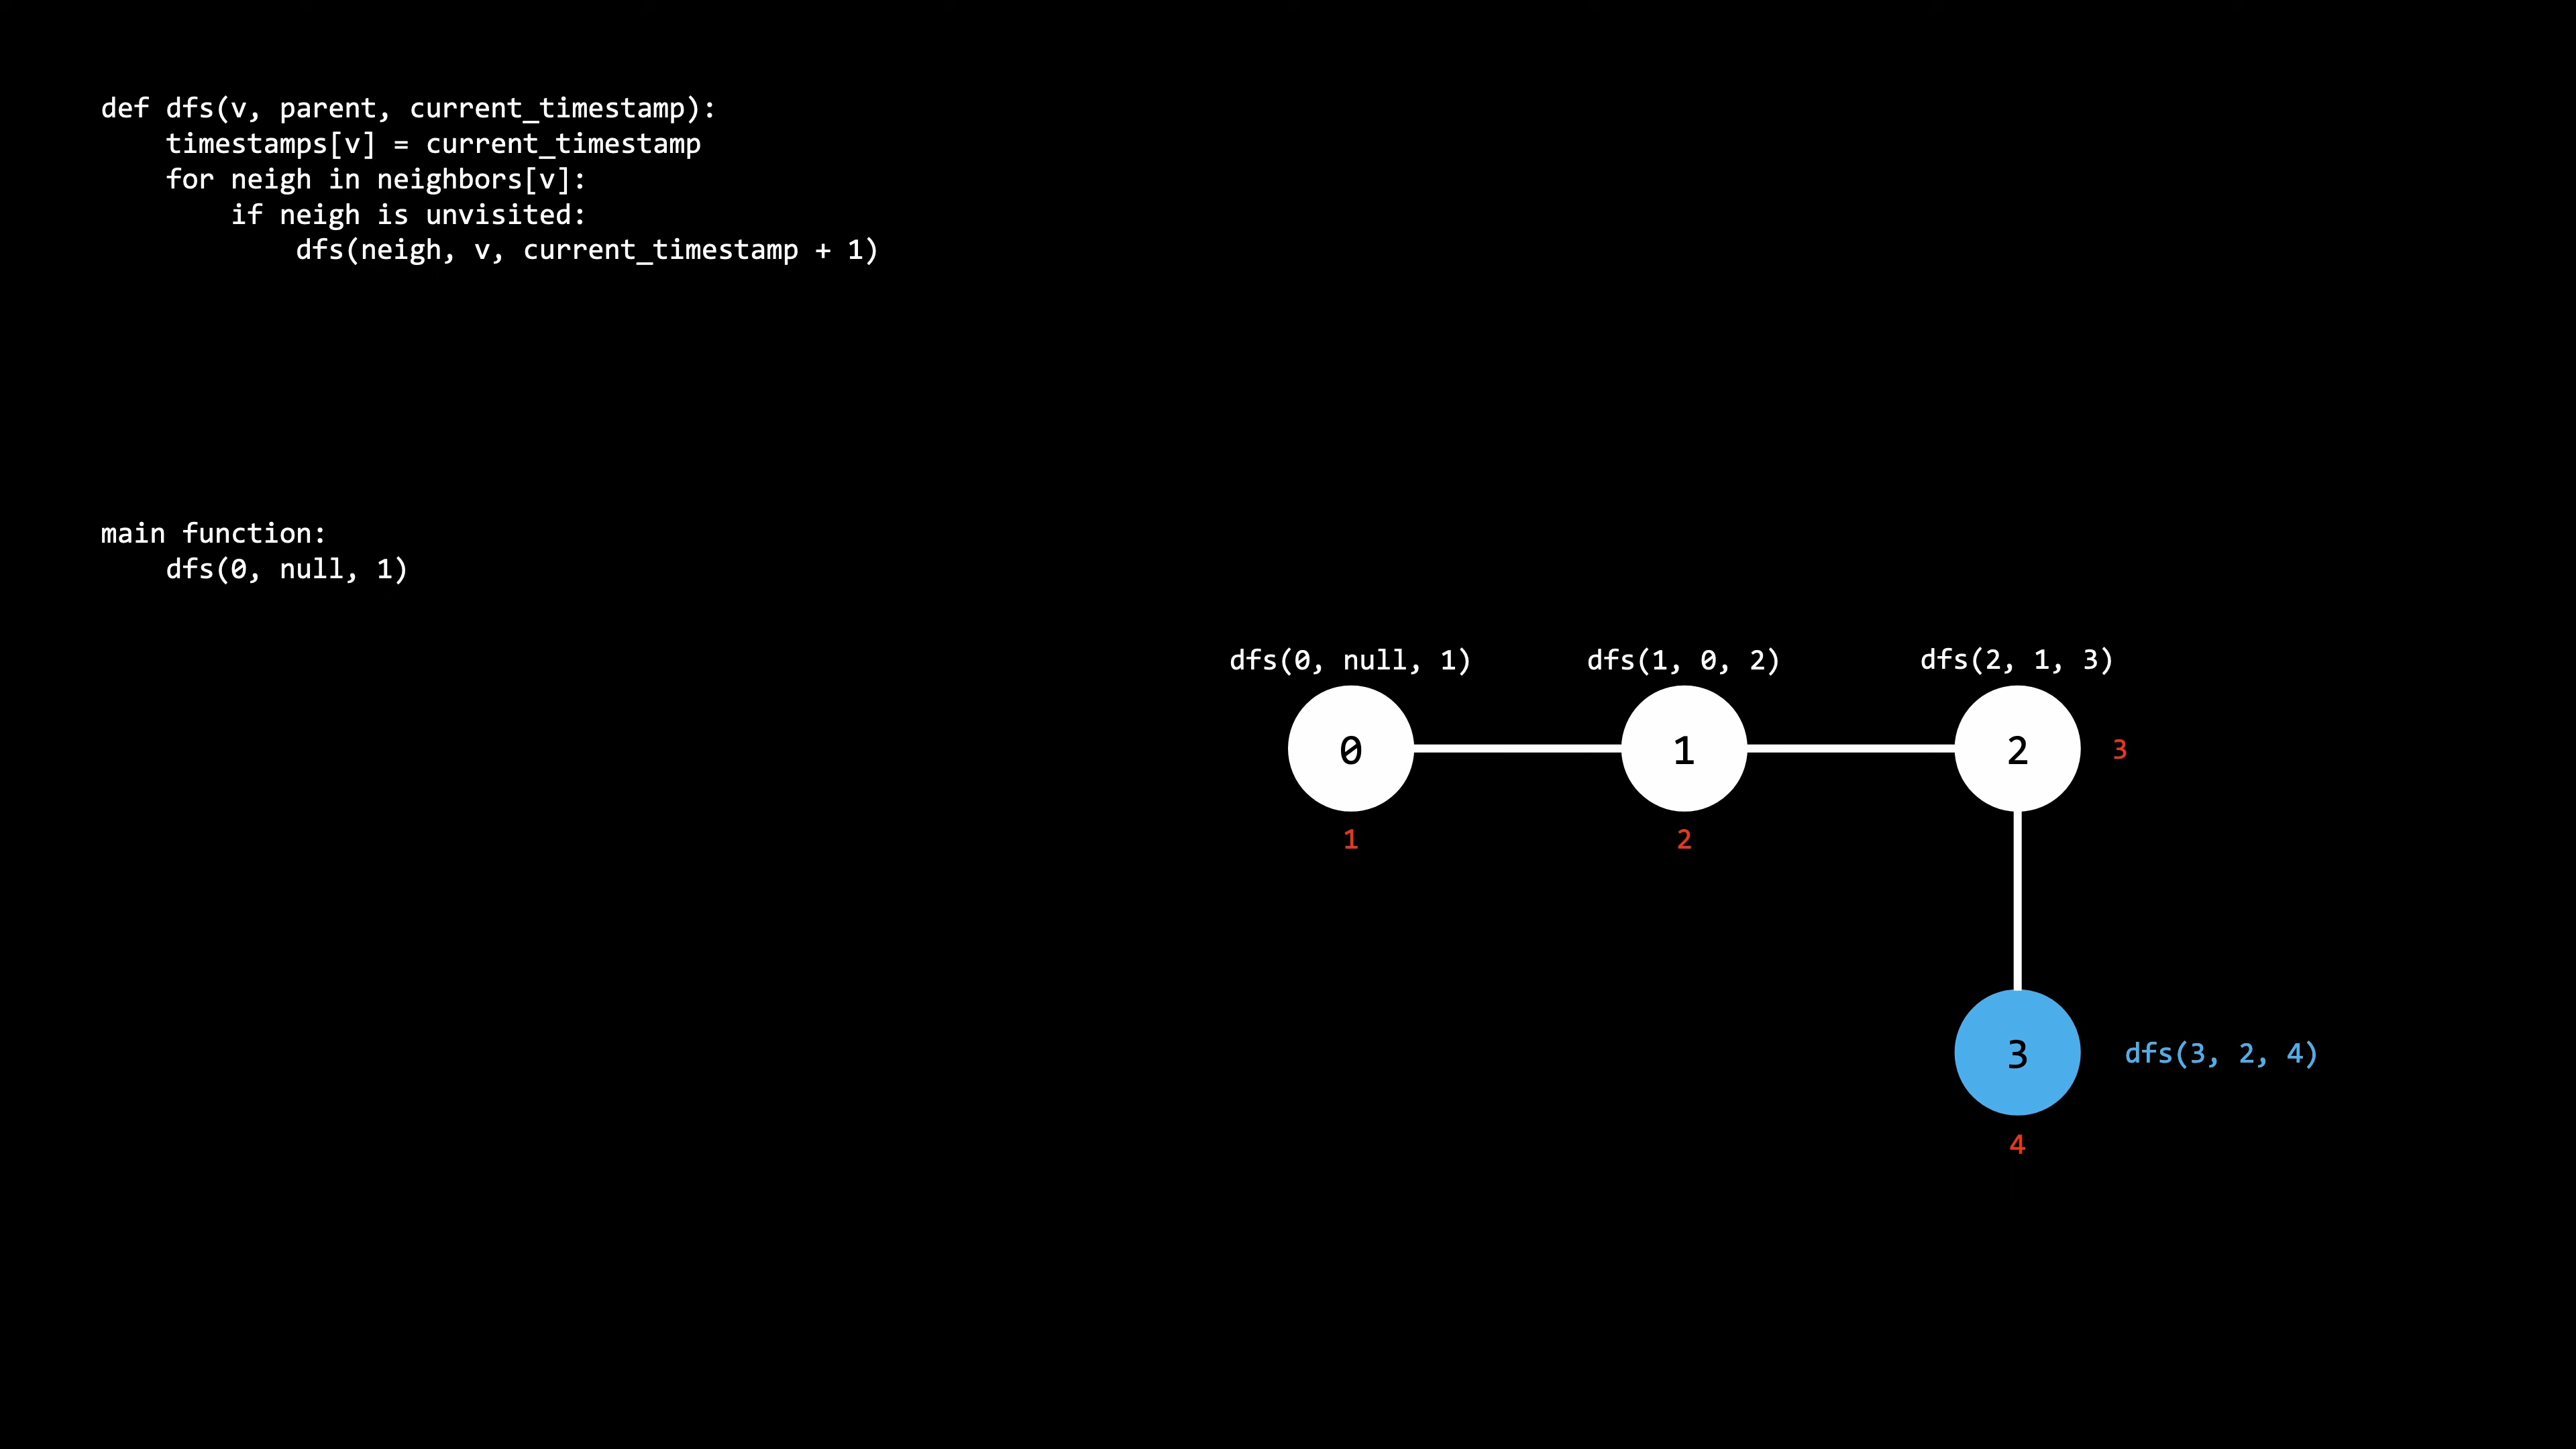 def dfs(v, parent, current_timestamp):
    timestamps[v] = current_timestamp
    for neigh in neighbors[v]:
        if neigh is unvisited:
            dfs(neigh, v, current_timestamp + 1)
main function:
    dfs(0, null, 1)
dfs(0, null, 1) dfs(1, 0, 2) dfs(2, 1, 3)
0 1 2 3
1 2
3 dfs(3, 2, 4)
4